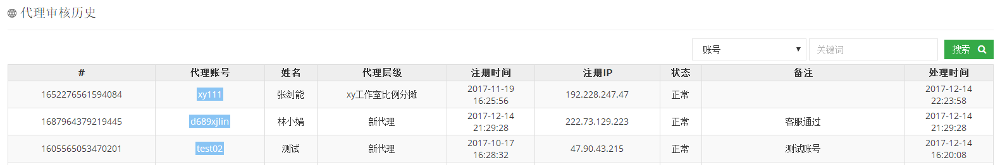 代理审核历史
账号 关键词 搜索
# 代理账号 姓名 代理层级 注册时间 注册IP 状态 备注 处理时间
1652276561594084 xy111 张剑能 xy工作室比例分摊 2017-11-19 16:25:56 192.228.247.47 正常 2017-12-14 22:23:58
1687964379219445 d689xjlin 林小娟 新代理 2017-12-14 21:29:28 222.73.129.223 正常 客服通过 2017-12-14 21:29:28
1605565053470201 test02 测试 新代理 2017-10-17 16:28:32 47.90.43.215 正常 测试账号 2017-12-14 16:20:08